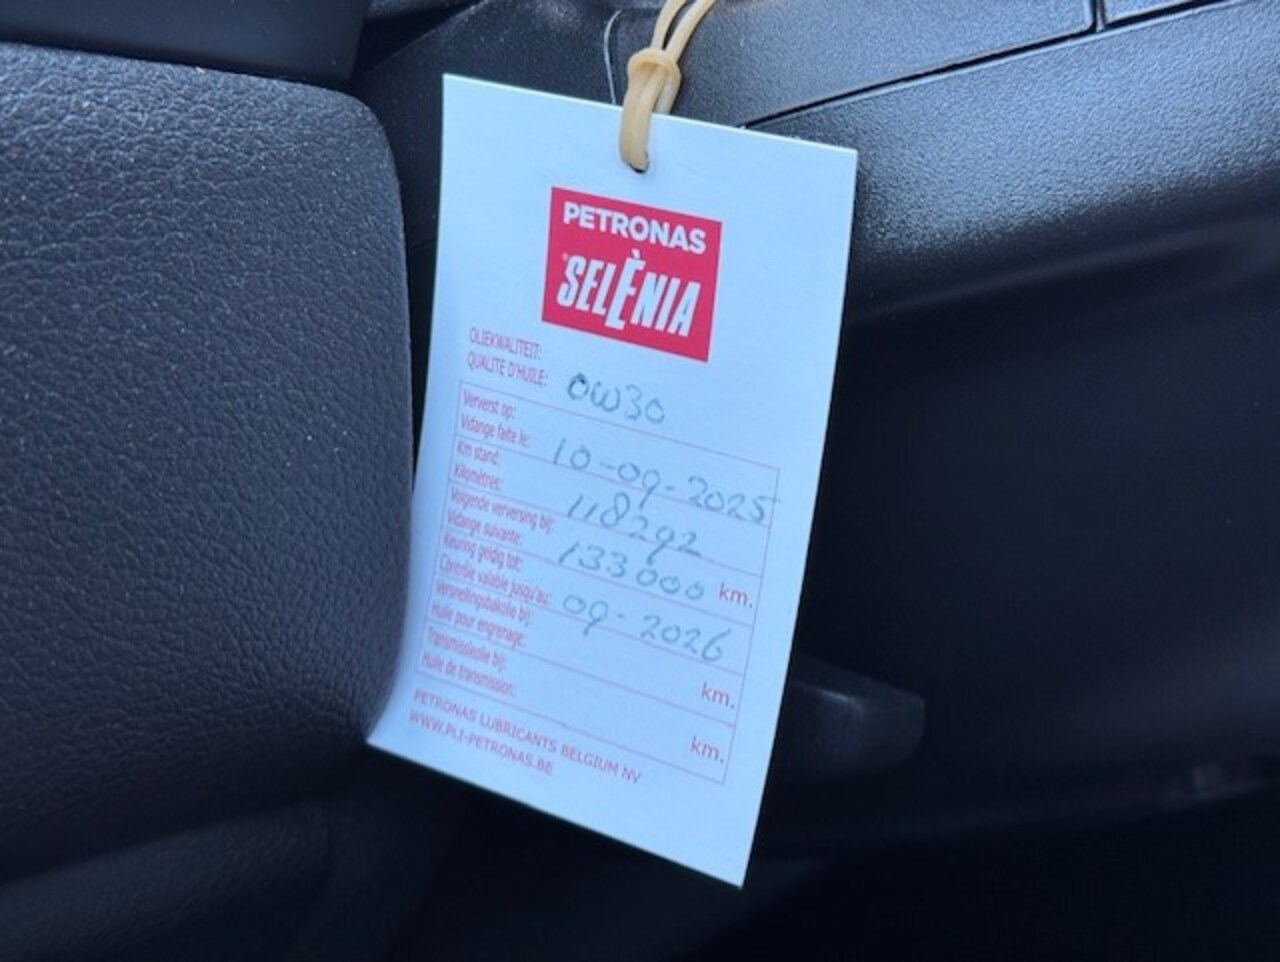 PETRONAS
SELÈNIA
OLIEKWALITEIT:
QUALITE D'HUILE: 0W30
Ververst op:
Vidange faite le: 10-09-2025
Km stand:
Kilomètres: 118292
Volgende verversing bij:
Vidange suivante: 133000 km.
Keuring geldig tot:
Contrôle valable jusqu'au: 09-2026
Versnellingsbakolie bij:
Huile pour engrenage: km.
Transmissieolie bij:
Huile de transmission: km.
PETRONAS LUBRICANTS BELGIUM NV
WWW.PLI-PETRONAS.BE